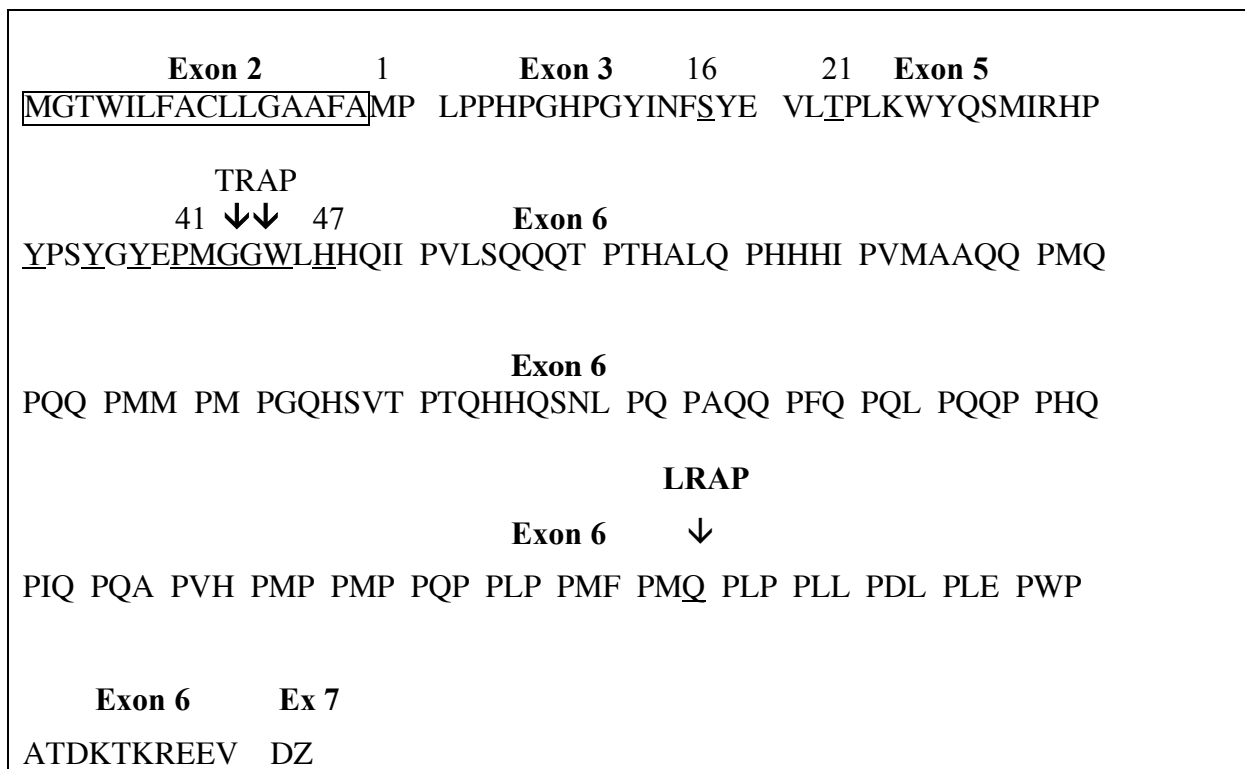 Exon 2 1 Exon 3 16 21 Exon 5
MGTWILFACLLGAAFAMP LPPHPGHPGYINFSYE VLTPLKWYQSMIRHP
TRAP
41 ↓↓ 47 Exon 6
YPSYGYEPMGGWLHHQII PVLSQQQT PTHALQ PHHHI PVMAAQQ PMQ
Exon 6
PQQ PMM PM PGQHSVT PTQHHQSNL PQ PAQQ PFQ PQL PQQP PHQ
LRAP
Exon 6 ↓
PIQ PQA PVH PMP PMP PQP PLP PMF PMQ PLP PLL PDL PLE PWP
Exon 6 Ex 7
ATDKTKREEV DZ